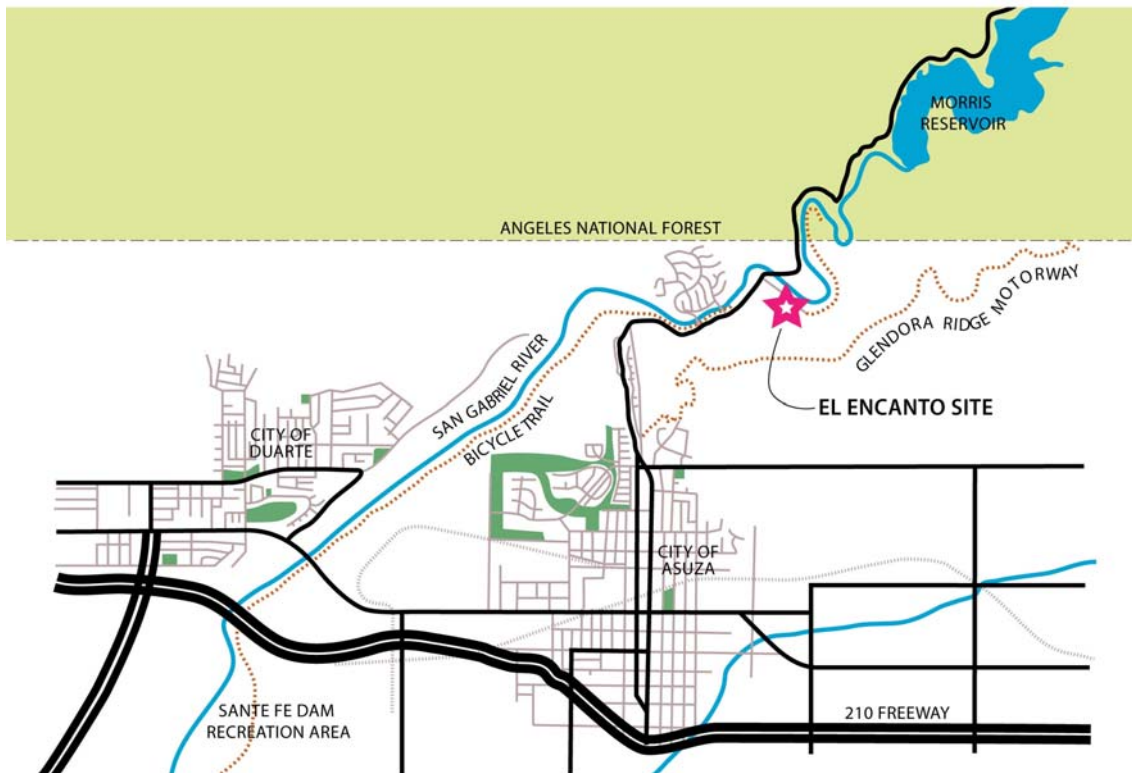 MORRIS
RESERVOIR
ANGELES NATIONAL FOREST
GLENDORA RIDGE MOTORWAY
SAN GABRIEL RIVER
BICYCLE TRAIL
EL ENCANTO SITE
CITY OF
DUARTE
CITY OF
ASUZA
SANTE FE DAM
RECREATION AREA
210 FREEWAY